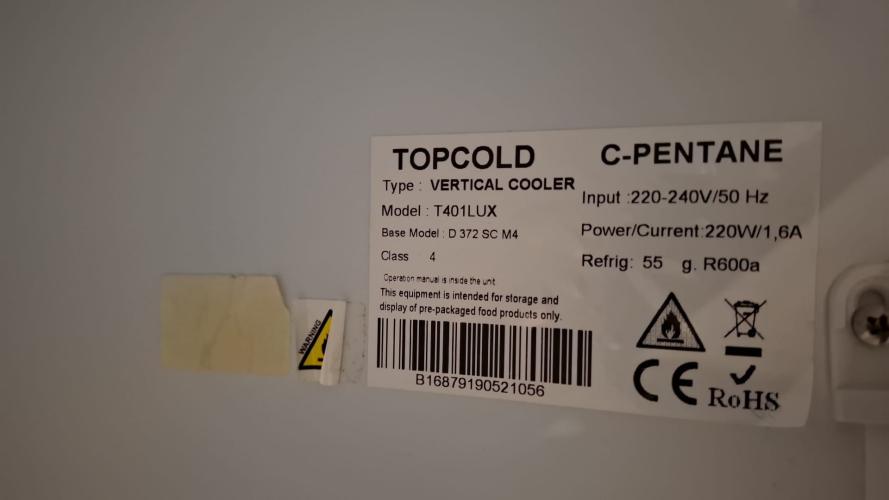 TOPCOLD
Type : VERTICAL COOLER
Model : T401LUX
Base Model : D 372 SC M4
Class 4
Operation manual is inside the unit
This equipment is intended for storage and
display of pre-packaged food products only.
B16879190521056
C-PENTANE
Input :220-240V/50 Hz
Power/Current:220W/1,6A
Refrig: 55 g. R600a
CE
RoHS
WARNING